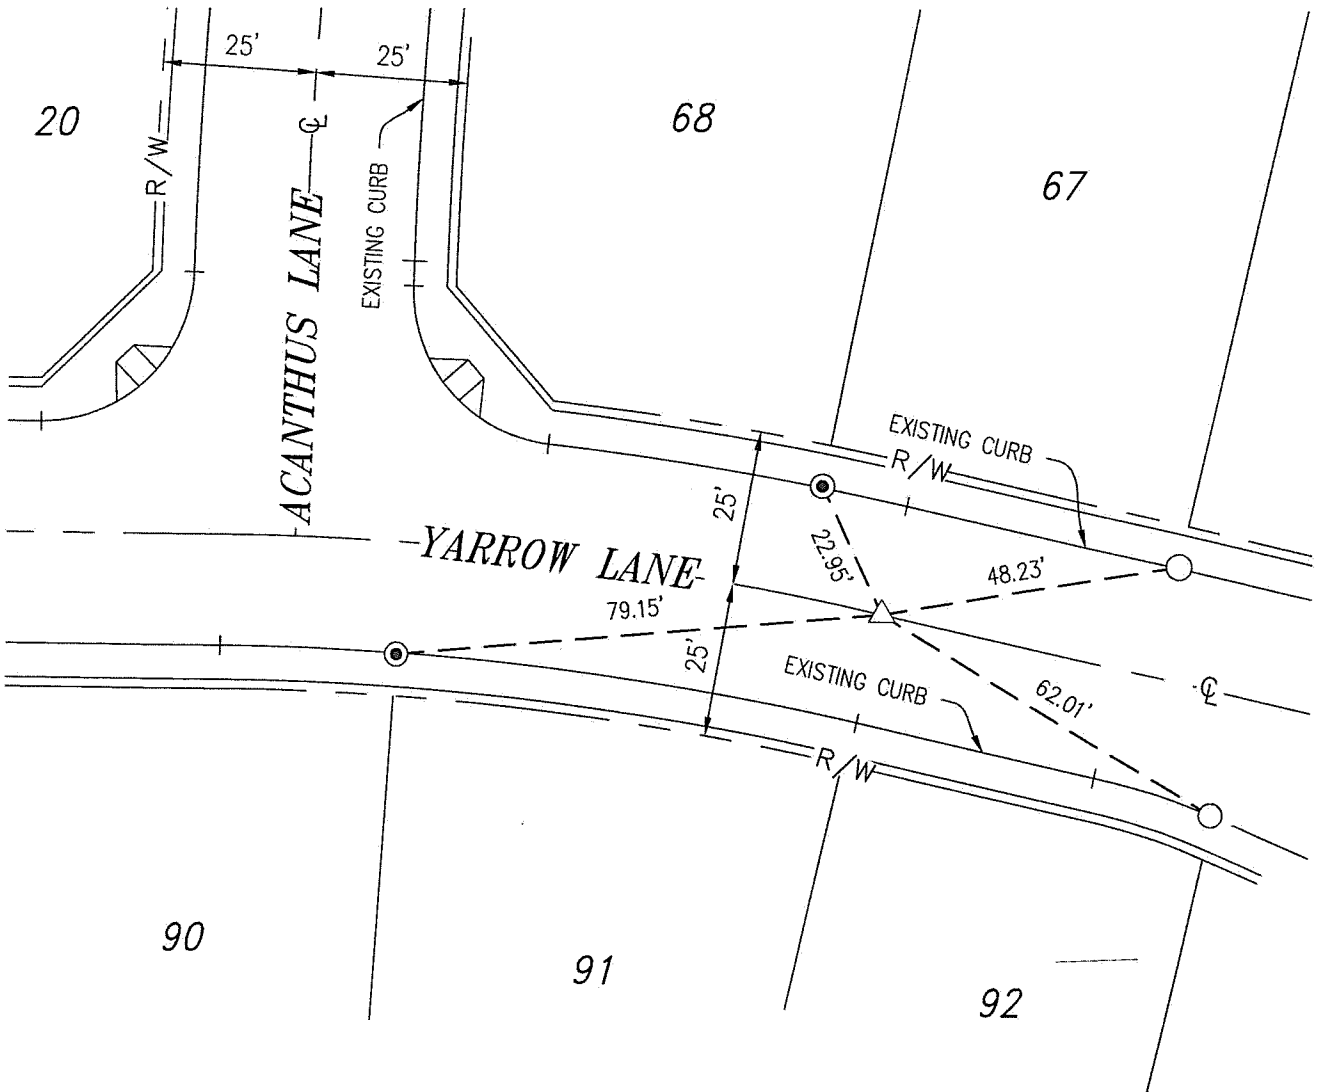 25'
25'
20
R/W
℄
ACANTHUS LANE
EXISTING CURB
68
67
EXISTING CURB
R/W
25'
22.95'
YARROW LANE
48.23'
79.15'
25'
EXISTING CURB
62.01'
℄
R/W
90
91
92